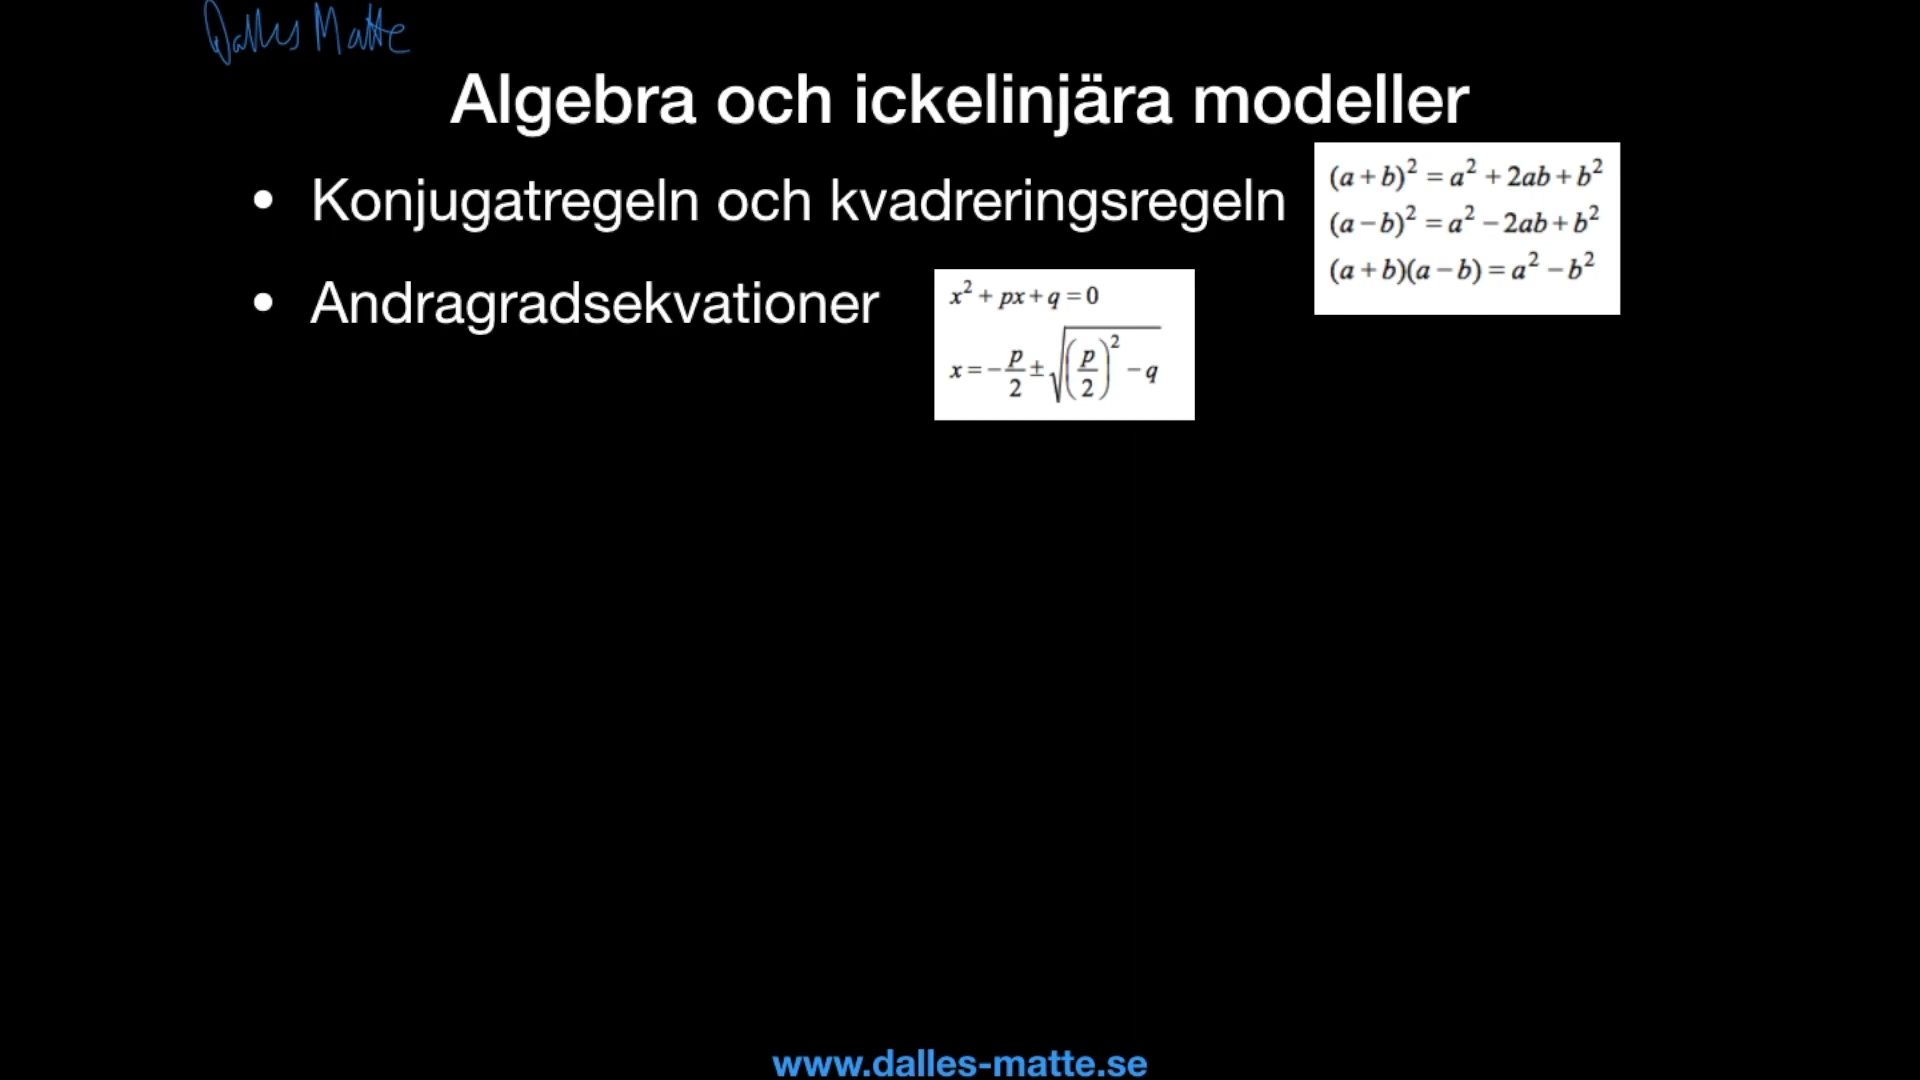 Dalles Matte
Algebra och ickelinjära modeller
• Konjugatregeln och kvadreringsregeln
(a+b)² = a² + 2ab + b²
(a−b)² = a² − 2ab + b²
(a+b)(a−b) = a² − b²
• Andragradsekvationer
x² + px + q = 0
x = −p/2 ± √((p/2)² − q)
www.dalles-matte.se